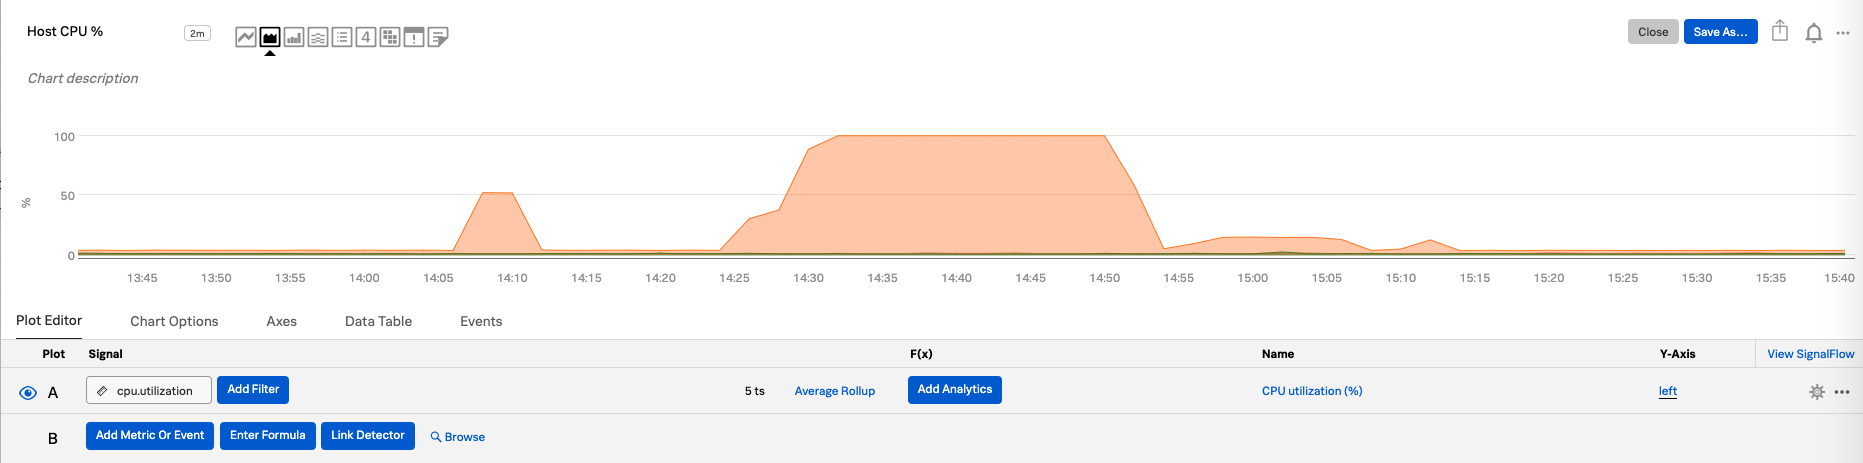 Host CPU %
2m
4
Close
Save As...
Chart description
100
50
0
%
13:45 13:50 13:55 14:00 14:05 14:10 14:15 14:20 14:25 14:30 14:35 14:40 14:45 14:50 14:55 15:00 15:05 15:10 15:15 15:20 15:25 15:30 15:35 15:40
Plot Editor Chart Options Axes Data Table Events
Plot Signal F(x) Name Y-Axis View SignalFlow
A cpu.utilization Add Filter 5 ts Average Rollup Add Analytics CPU utilization (%) left
B Add Metric Or Event Enter Formula Link Detector Browse